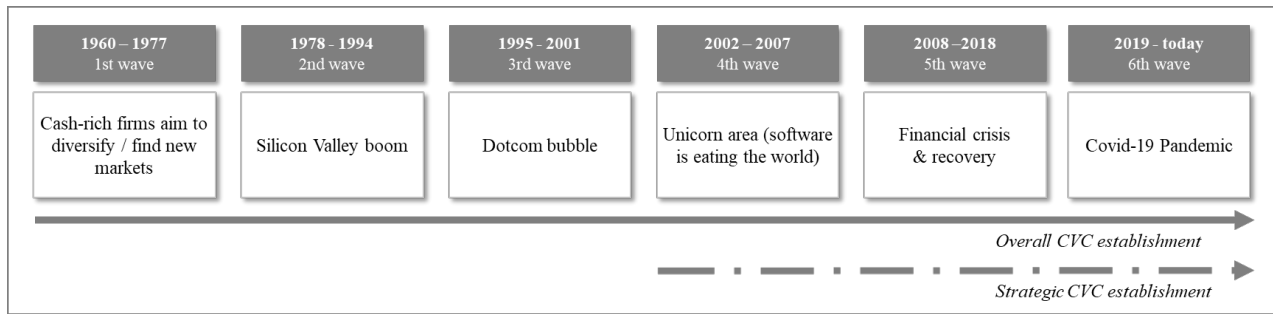 1960 – 1977
1st wave
1978 - 1994
2nd wave
1995 - 2001
3rd wave
2002 – 2007
4th wave
2008 –2018
5th wave
2019 - today
6th wave
Cash-rich firms aim to
diversify / find new
markets
Silicon Valley boom
Dotcom bubble
Unicorn area (software
is eating the world)
Financial crisis
& recovery
Covid-19 Pandemic
Overall CVC establishment
Strategic CVC establishment